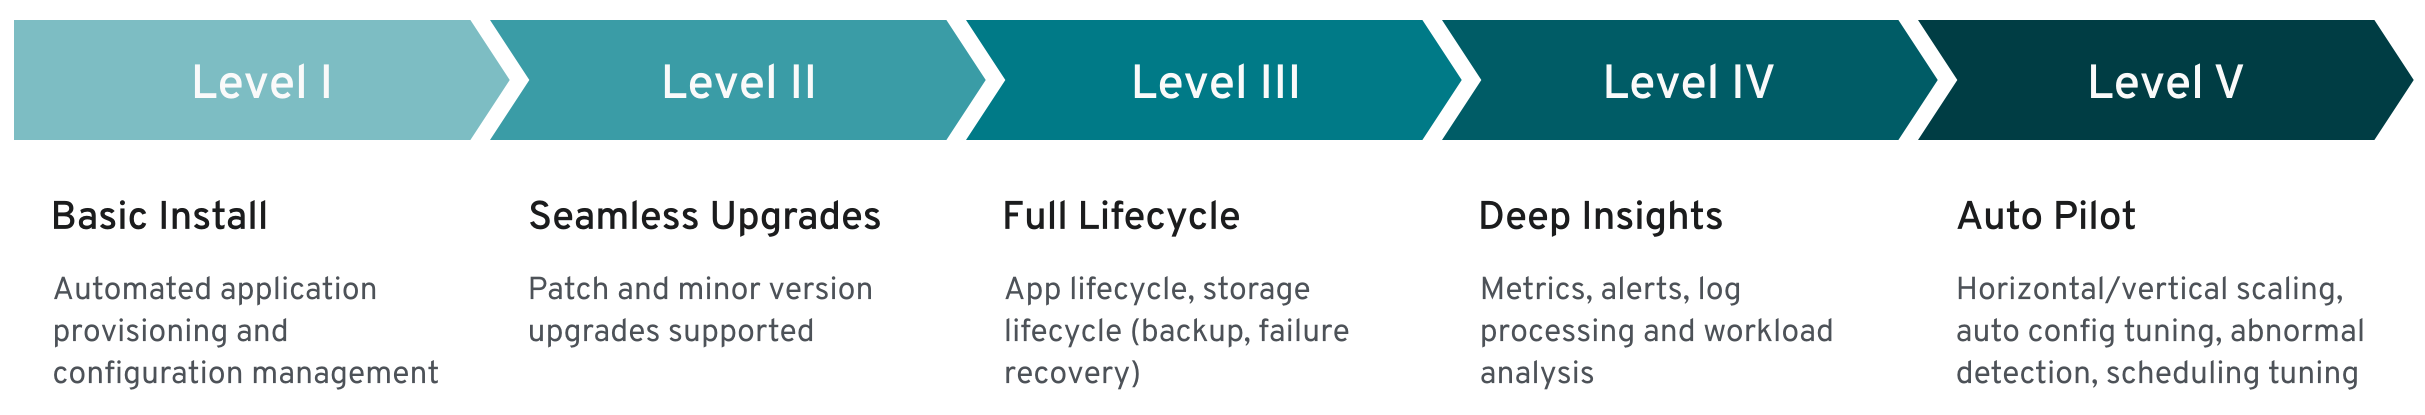 Level I
Level II
Level III
Level IV
Level V
Basic Install
Automated application
provisioning and
configuration management
Seamless Upgrades
Patch and minor version
upgrades supported
Full Lifecycle
App lifecycle, storage
lifecycle (backup, failure
recovery)
Deep Insights
Metrics, alerts, log
processing and workload
analysis
Auto Pilot
Horizontal/vertical scaling,
auto config tuning, abnormal
detection, scheduling tuning